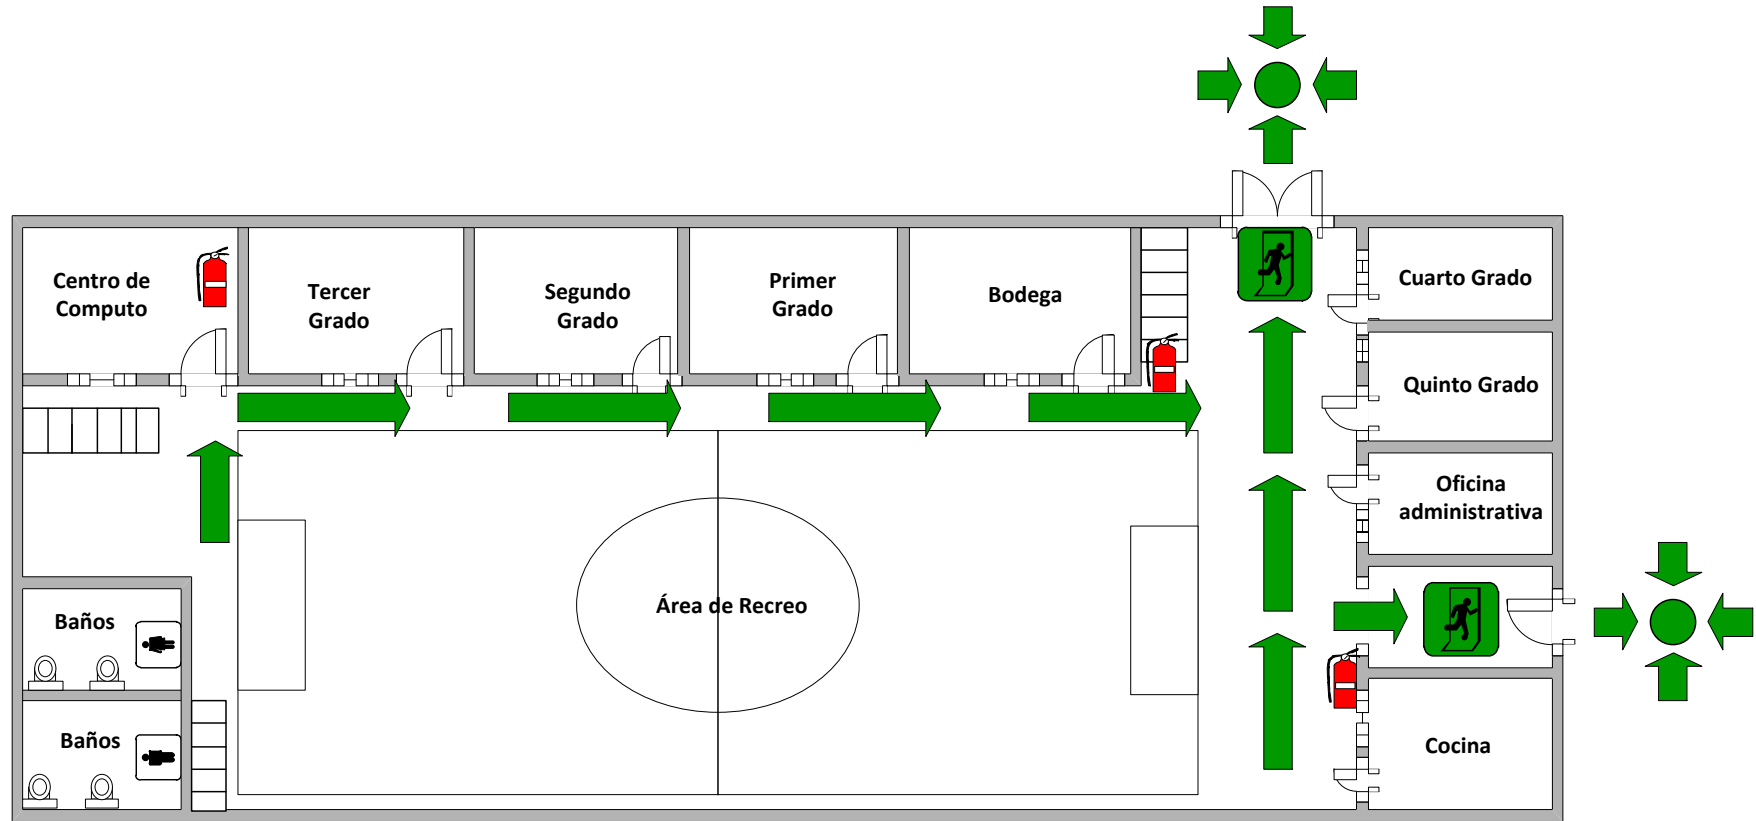 Centro de
Computo
Tercer
Grado
Segundo
Grado
Primer
Grado
Bodega
Cuarto Grado
Quinto Grado
Oficina
administrativa
Área de Recreo
Baños
Baños
Cocina